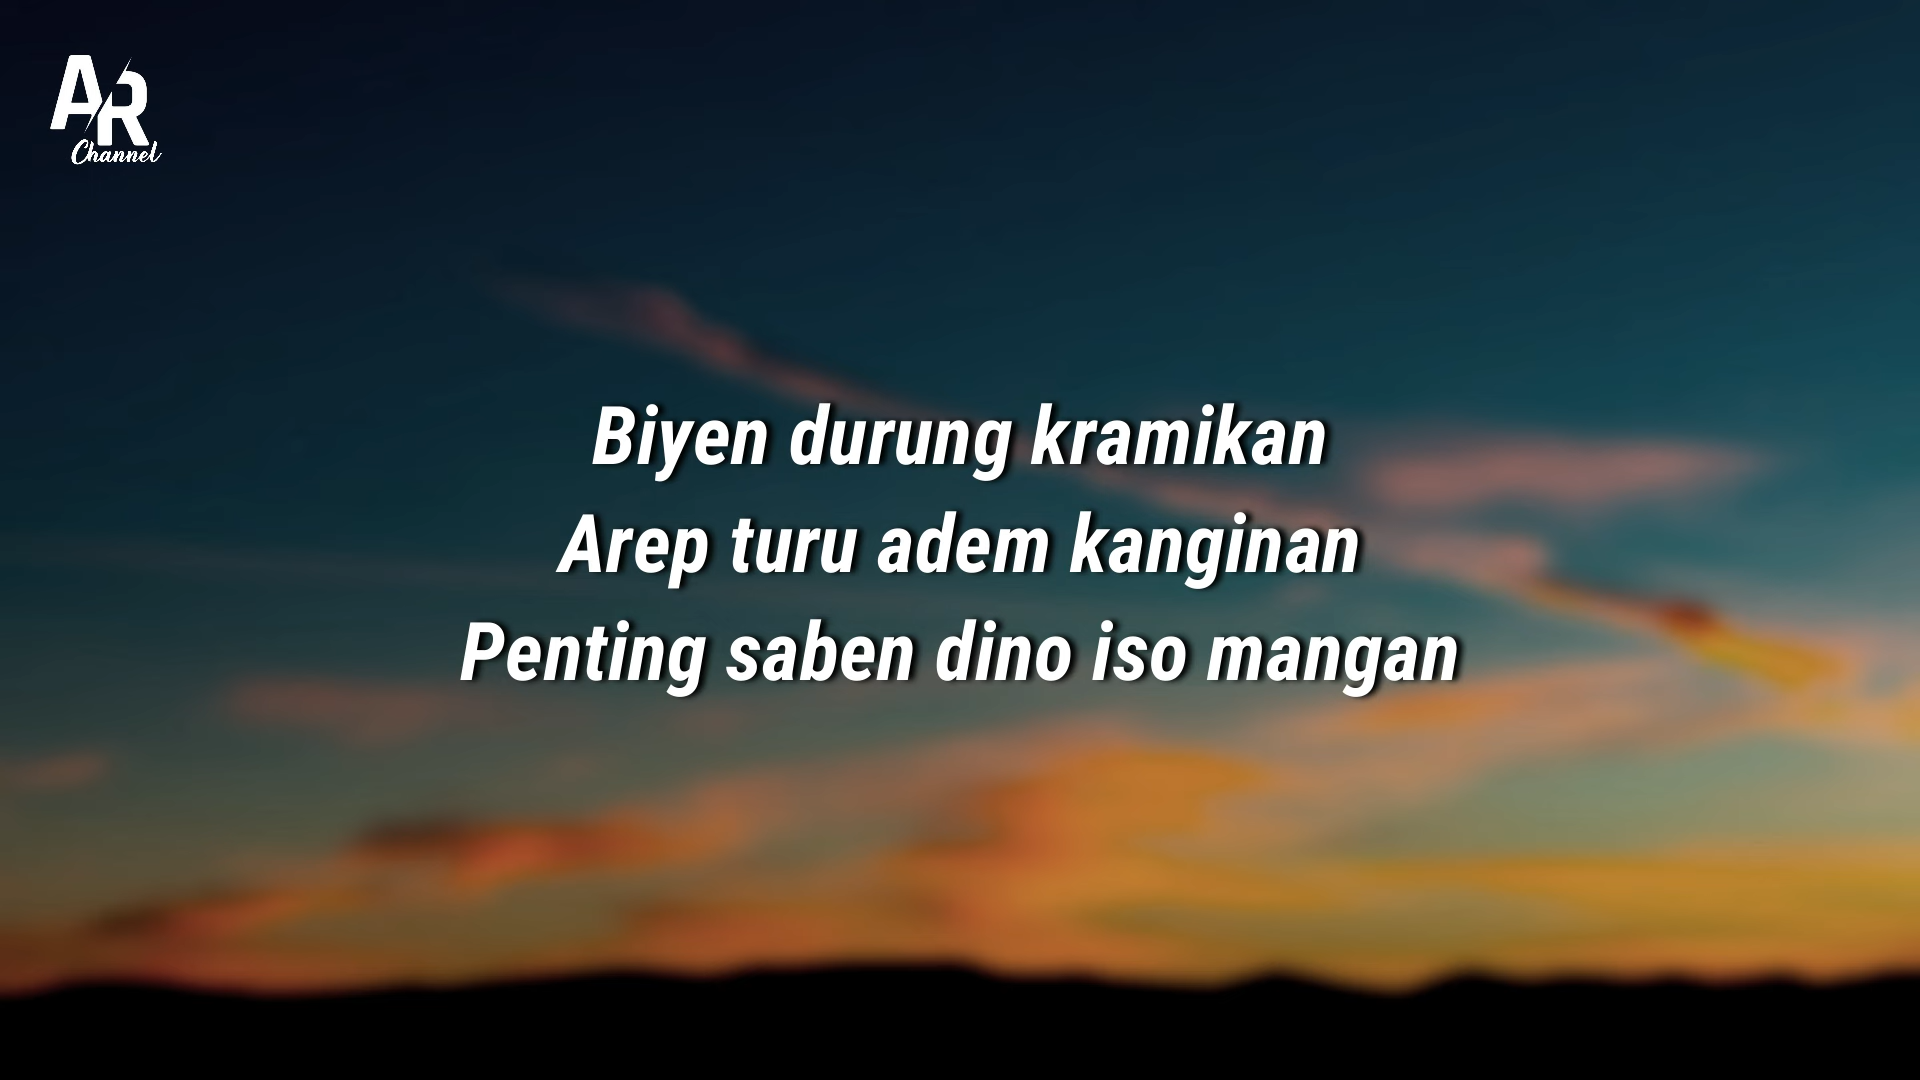 AR
Channel
Biyen durung kramikan
Arep turu adem kanginan
Penting saben dino iso mangan